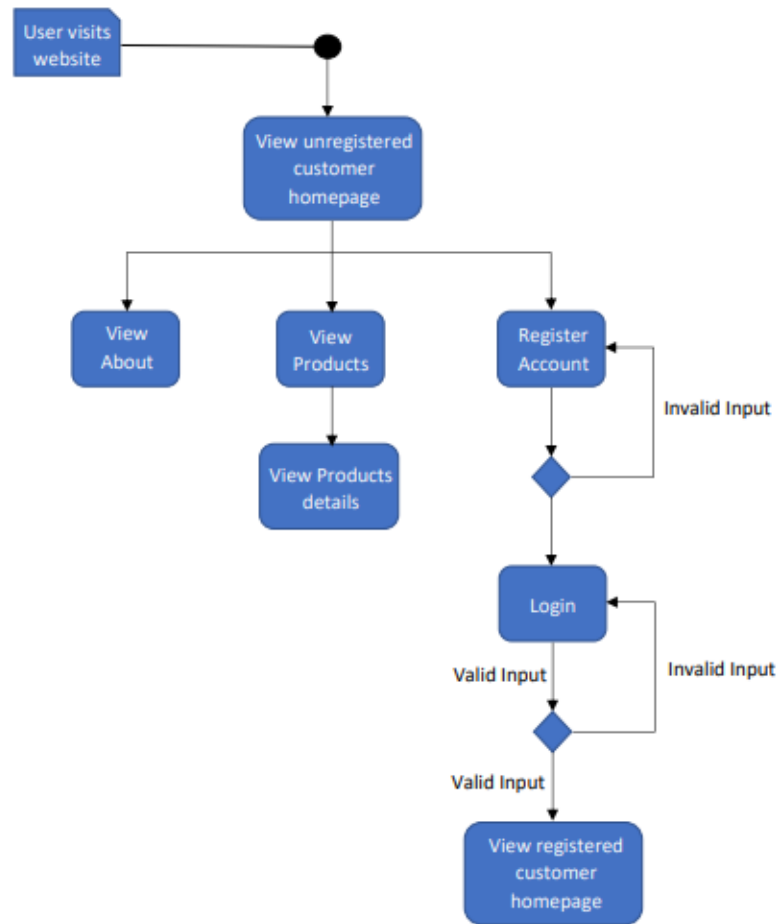 User visits
website
View unregistered
customer
homepage
View
About
View
Products
Register
Account
Invalid Input
View Products
details
Login
Valid Input
Invalid Input
Valid Input
View registered
customer
homepage